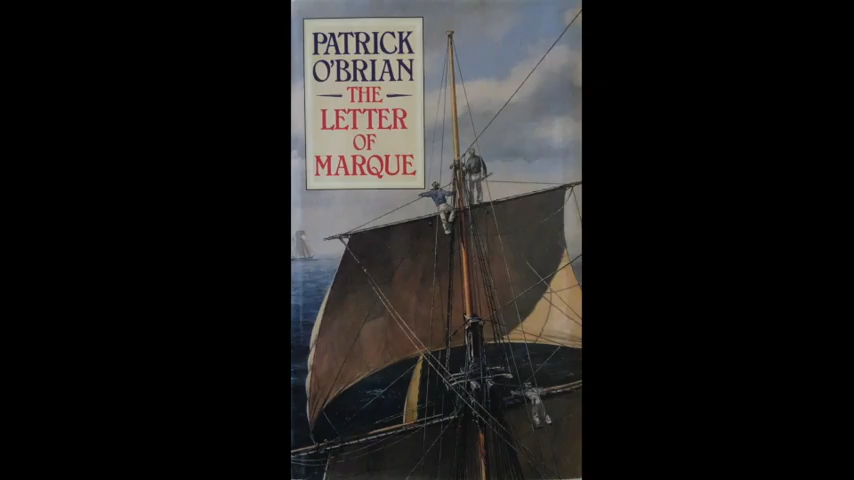 PATRICK
O'BRIAN
THE
LETTER
OF
MARQUE